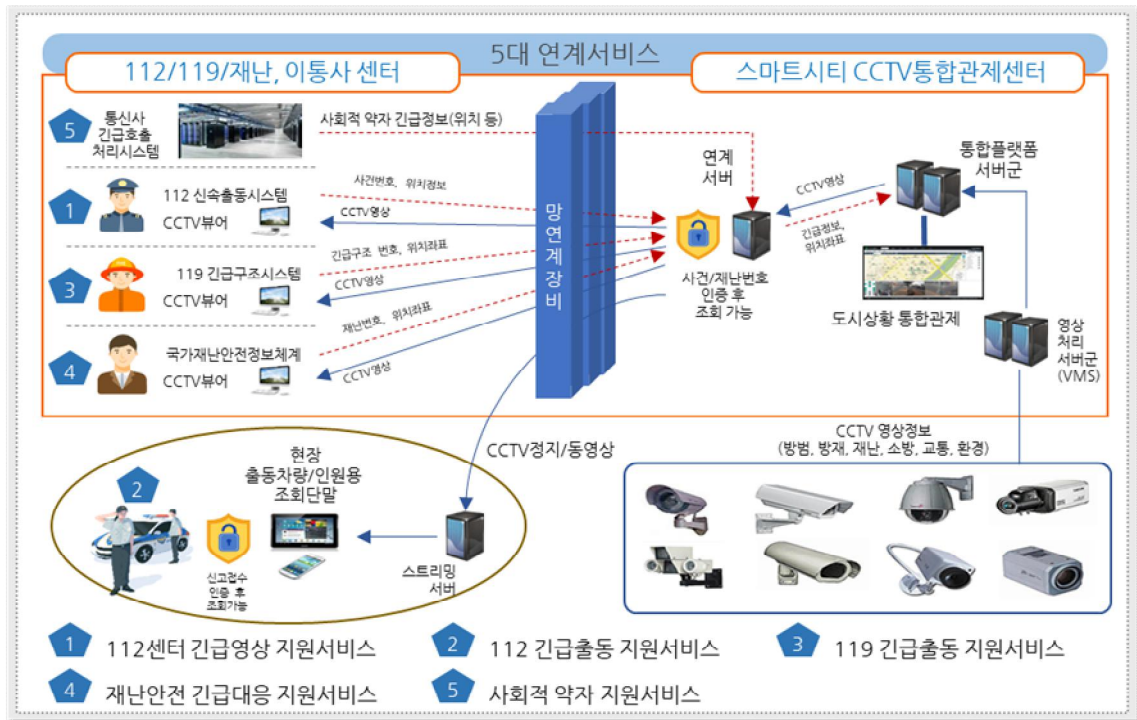 5대 연계서비스
112/119/재난, 이통사 센터
스마트시티 CCTV통합관제센터
5
통신사
긴급호출
처리시스템
사회적 약자 긴급정보(위치 등)
1
112 신속출동시스템
CCTV뷰어
사건번호, 위치정보
CCTV영상
3
119 긴급구조시스템
CCTV뷰어
긴급구조 번호, 위치좌표
CCTV영상
4
국가재난안전정보체계
CCTV뷰어
재난번호, 위치좌표
CCTV영상
망연계장비
연계
서버
사건/재난번호
인증 후
조회 가능
CCTV영상
긴급정보,
위치좌표
통합플랫폼
서버군
도시상황 통합관제
영상
처리
서버군
(VMS)
CCTV정지/동영상
CCTV 영상정보
(방범, 방재, 재난, 소방, 교통, 환경)
2
현장
출동차량/인원용
조회단말
신고접수
인증 후
조회가능
스트리밍
서버
1 112센터 긴급영상 지원서비스
2 112 긴급출동 지원서비스
3 119 긴급출동 지원서비스
4 재난안전 긴급대응 지원서비스
5 사회적 약자 지원서비스